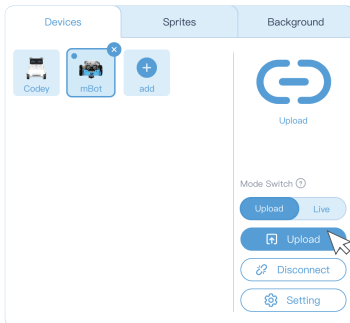 Devices
Sprites
Background
Codey
mBot
add
Upload
Mode Switch ?
Upload
Live
Upload
Disconnect
Setting